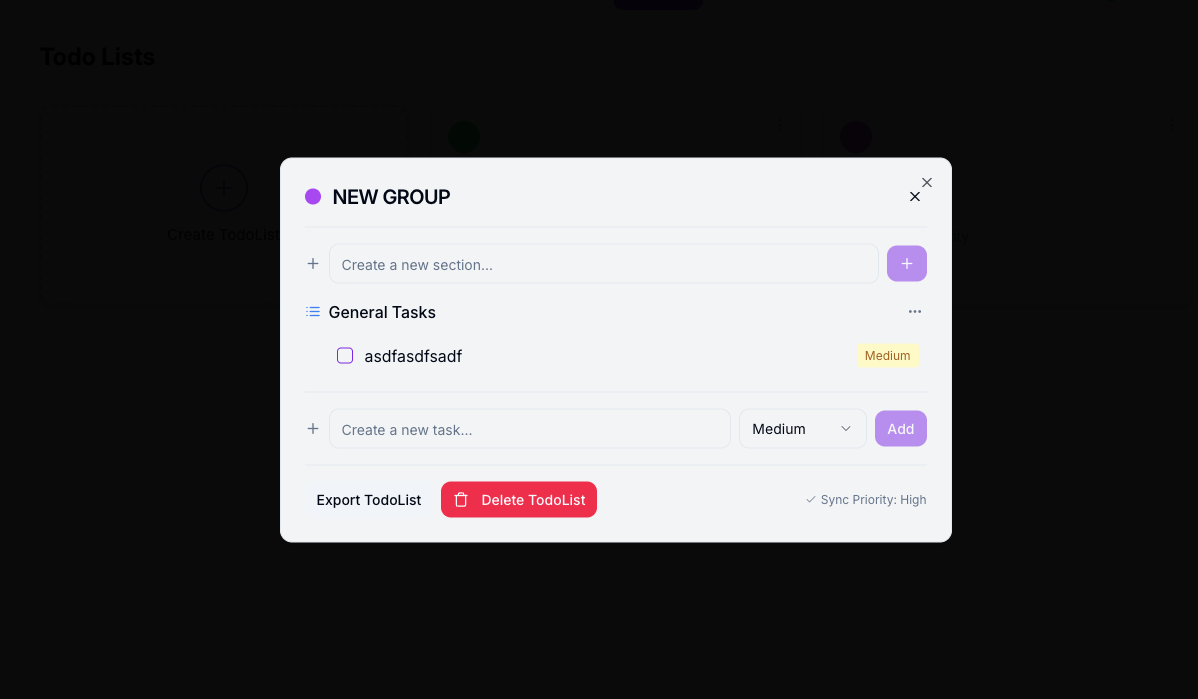 Todo Lists
Create TodoList
NEW GROUP
Create a new section...
General Tasks
asdfasdfsadf
Medium
Create a new task...
Medium
Add
Export TodoList
Delete TodoList
Sync Priority: High